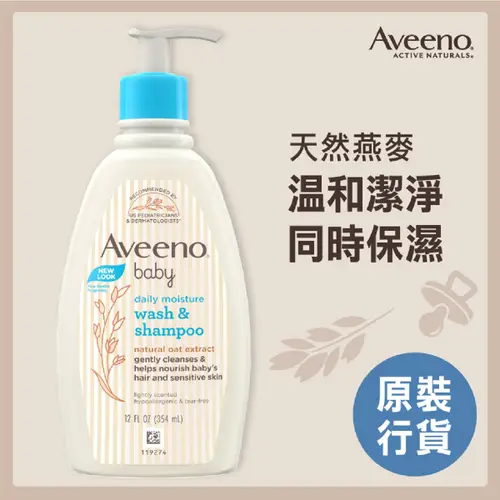 Aveeno®
ACTIVE NATURALS®
天然燕麥
温和潔淨
同時保濕
原裝
行貨
RECOMMENDED BY
US PEDIATRICIANS
& DERMATOLOGISTS*
Aveeno®
baby
NEW
LOOK
daily moisture
wash &
shampoo
natural oat extract
gently cleanses &
helps nourish baby's
hair and sensitive skin
lightly scented
hypoallergenic & tear-free
12 FL OZ (354 mL)
119274